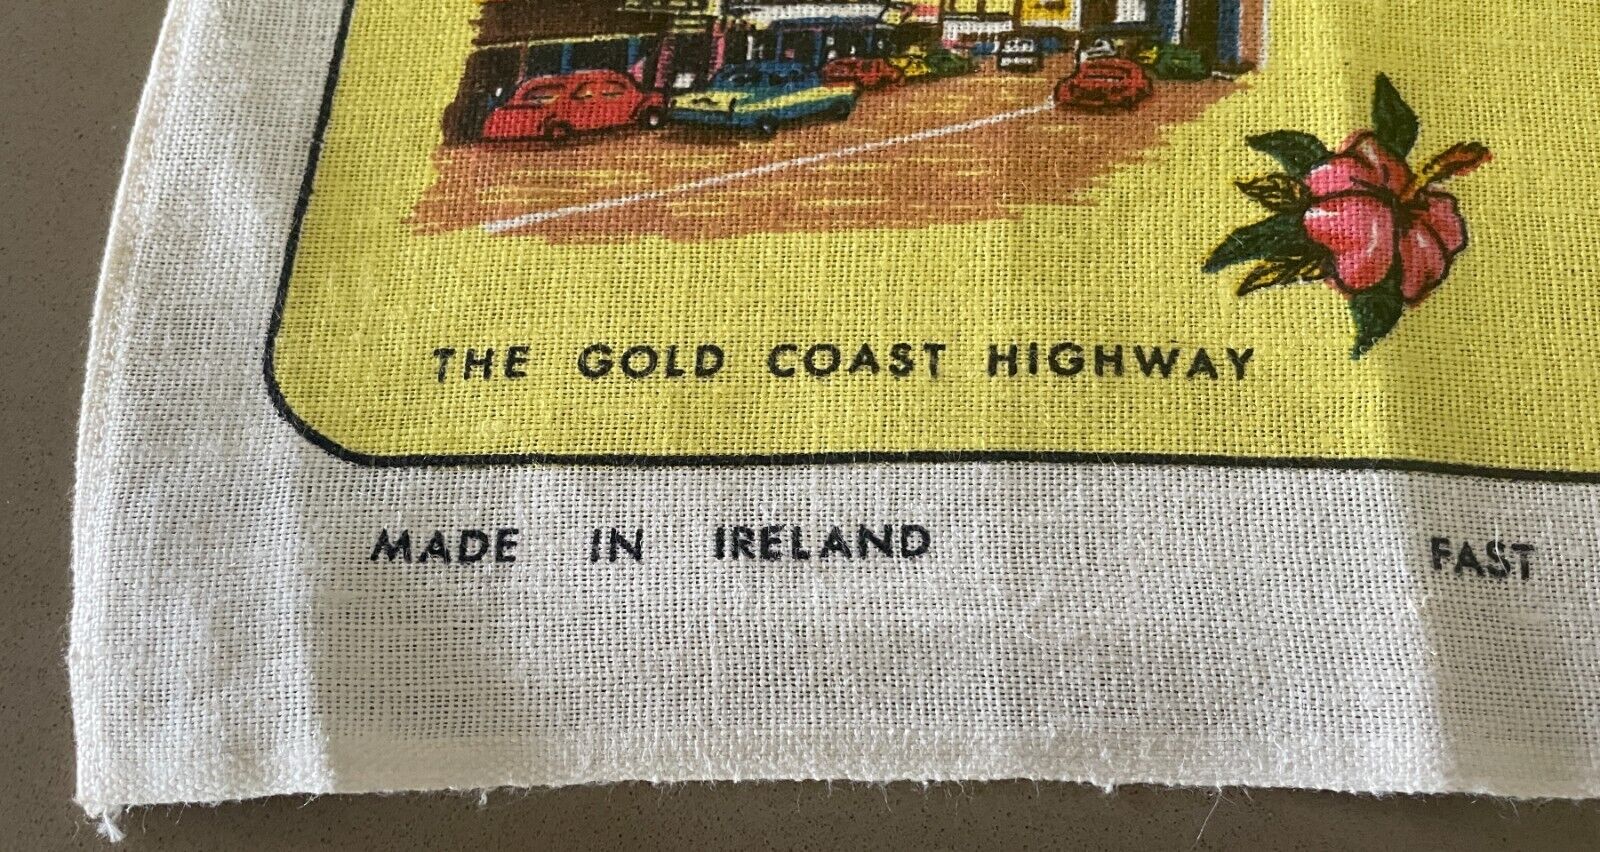 THE GOLD COAST HIGHWAY
MADE IN IRELAND FAST